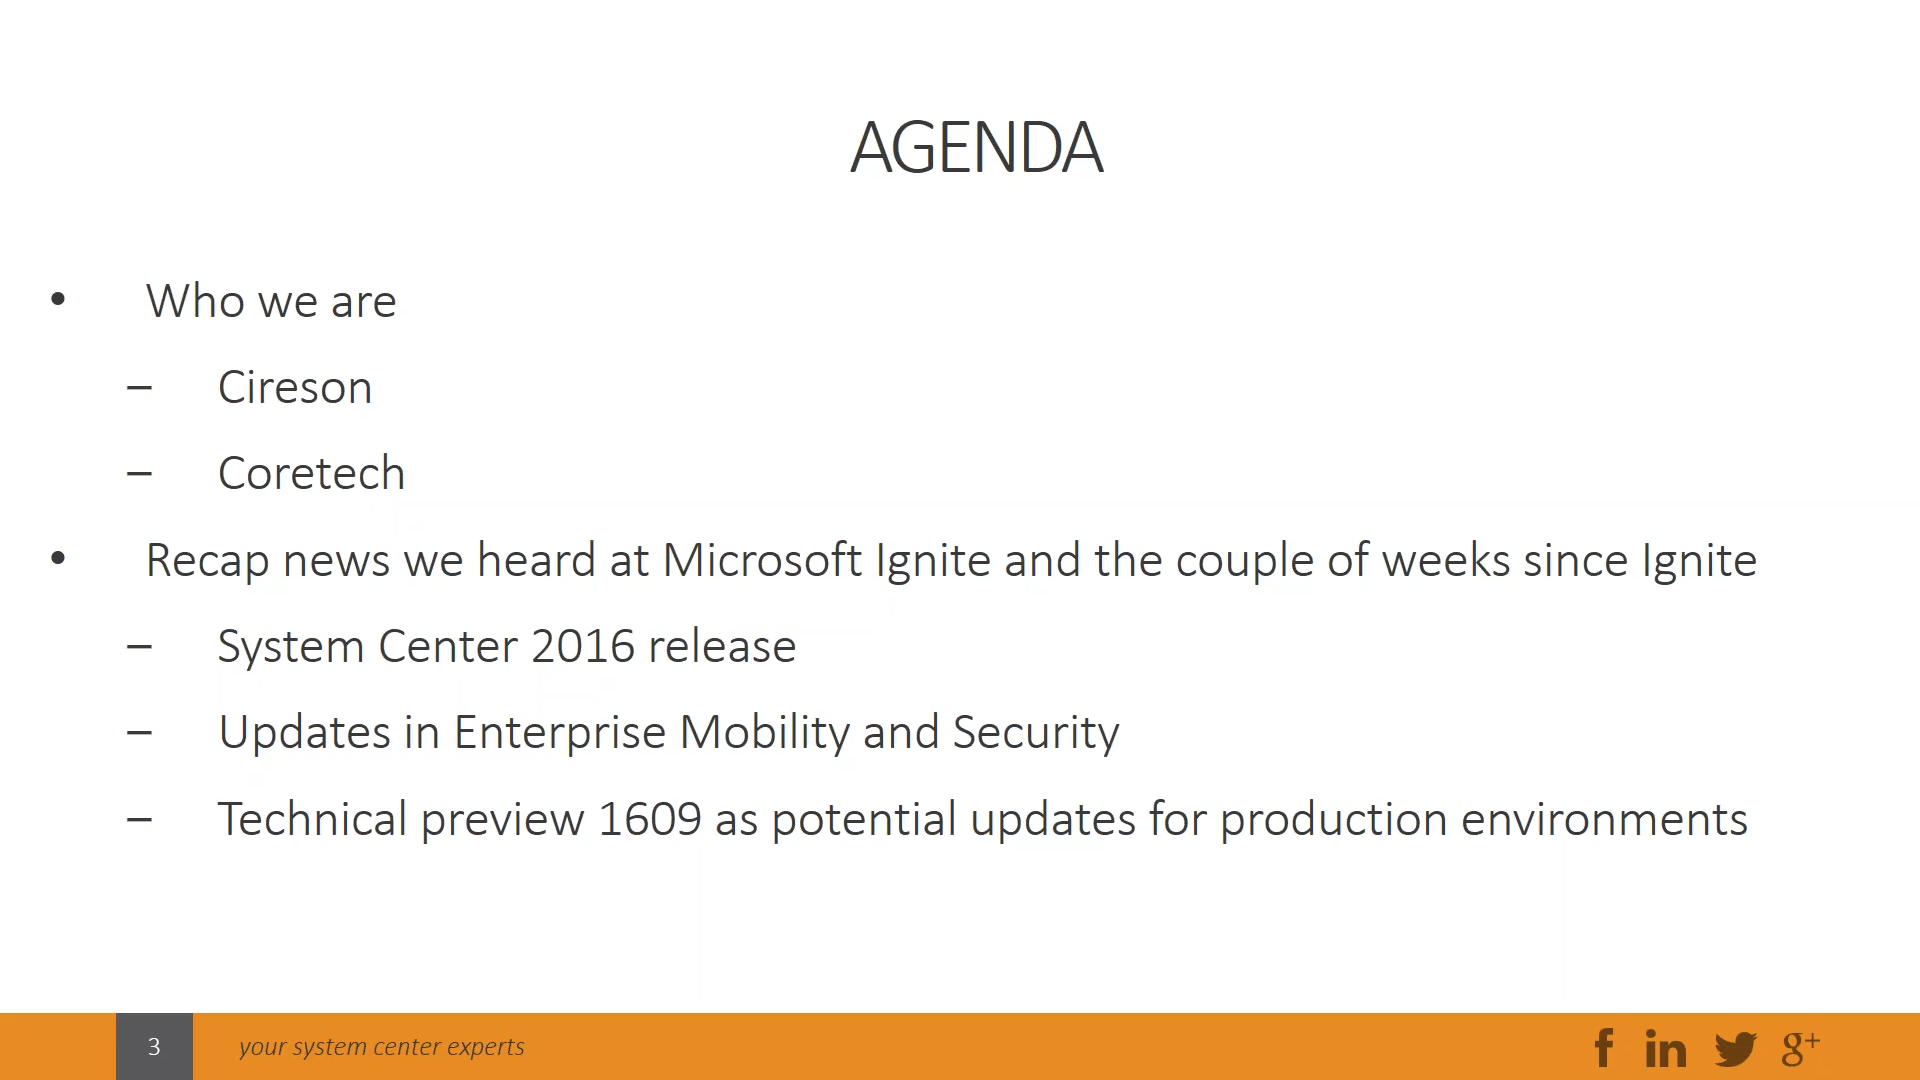 AGENDA
• Who we are
– Cireson
– Coretech
• Recap news we heard at Microsoft Ignite and the couple of weeks since Ignite
– System Center 2016 release
– Updates in Enterprise Mobility and Security
– Technical preview 1609 as potential updates for production environments
3 your system center experts f in g+